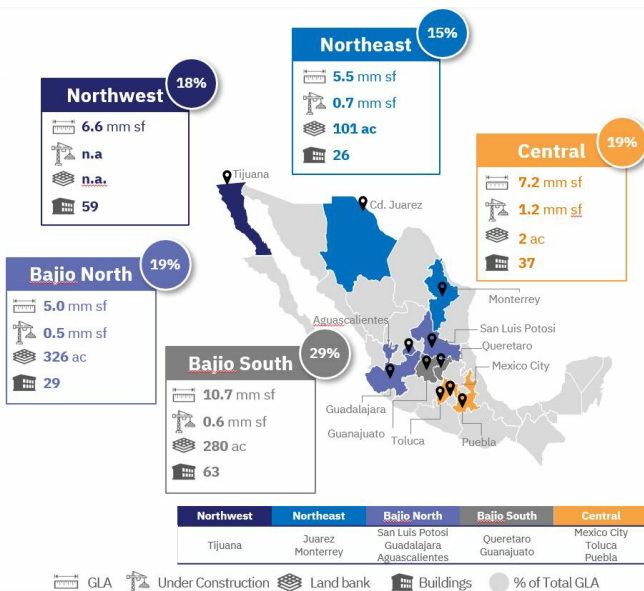 Northeast
15%
5.5 mm sf
0.7 mm sf
101 ac
26
Northwest
18%
6.6 mm sf
n.a
n.a.
59
Central
19%
7.2 mm sf
1.2 mm sf
2 ac
37
Bajio North
19%
5.0 mm sf
0.5 mm sf
326 ac
29
Bajio South
29%
10.7 mm sf
0.6 mm sf
280 ac
63
Tijuana
Cd. Juarez
Monterrey
Aguascalientes
San Luis Potosi
Queretaro
Mexico City
Guadalajara
Guanajuato
Toluca
Puebla
Northwest Northeast Bajio North Bajio South Central
Tijuana
Juarez
Monterrey
San Luis Potosi
Guadalajara
Aguascalientes
Queretaro
Guanajuato
Mexico City
Toluca
Puebla
GLA Under Construction Land bank Buildings % of Total GLA